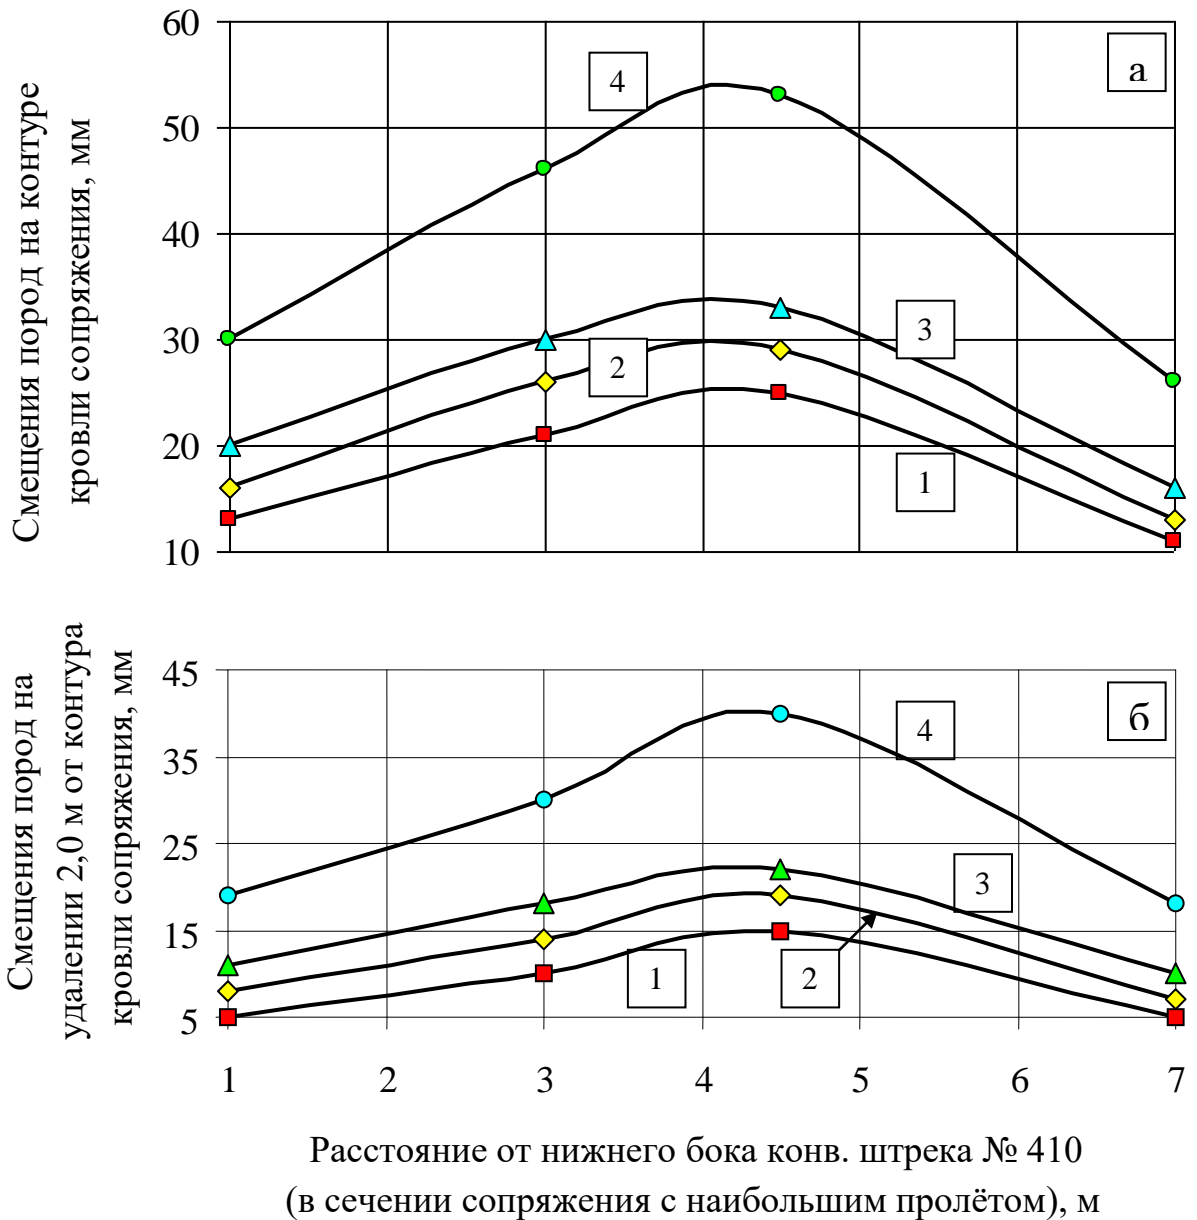 Смещения пород на контуре
кровли сопряжения, мм
60
50
40
30
20
10
4
3
2
1
а
Смещения пород на
удалении 2,0 м от контура
кровли сопряжения, мм
45
35
25
15
5
4
3
1
2
б
1 2 3 4 5 6 7
Расстояние от нижнего бока конв. штрека № 410
(в сечении сопряжения с наибольшим пролётом), м